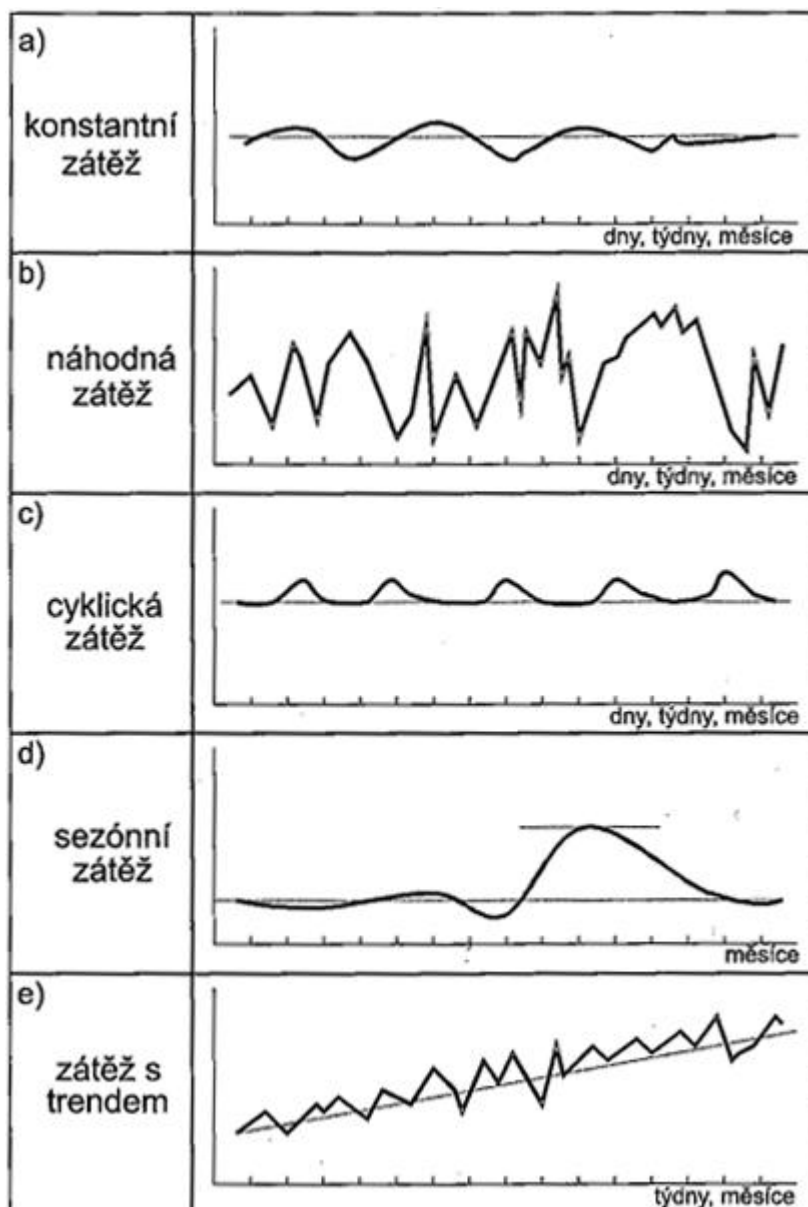 a)
konstantní
zátěž
dny, týdny, měsíce
b)
náhodná
zátěž
dny, týdny, měsíce
c)
cyklická
zátěž
dny, týdny, měsíce
d)
sezónní
zátěž
měsíce
e)
zátěž s
trendem
týdny, měsíce